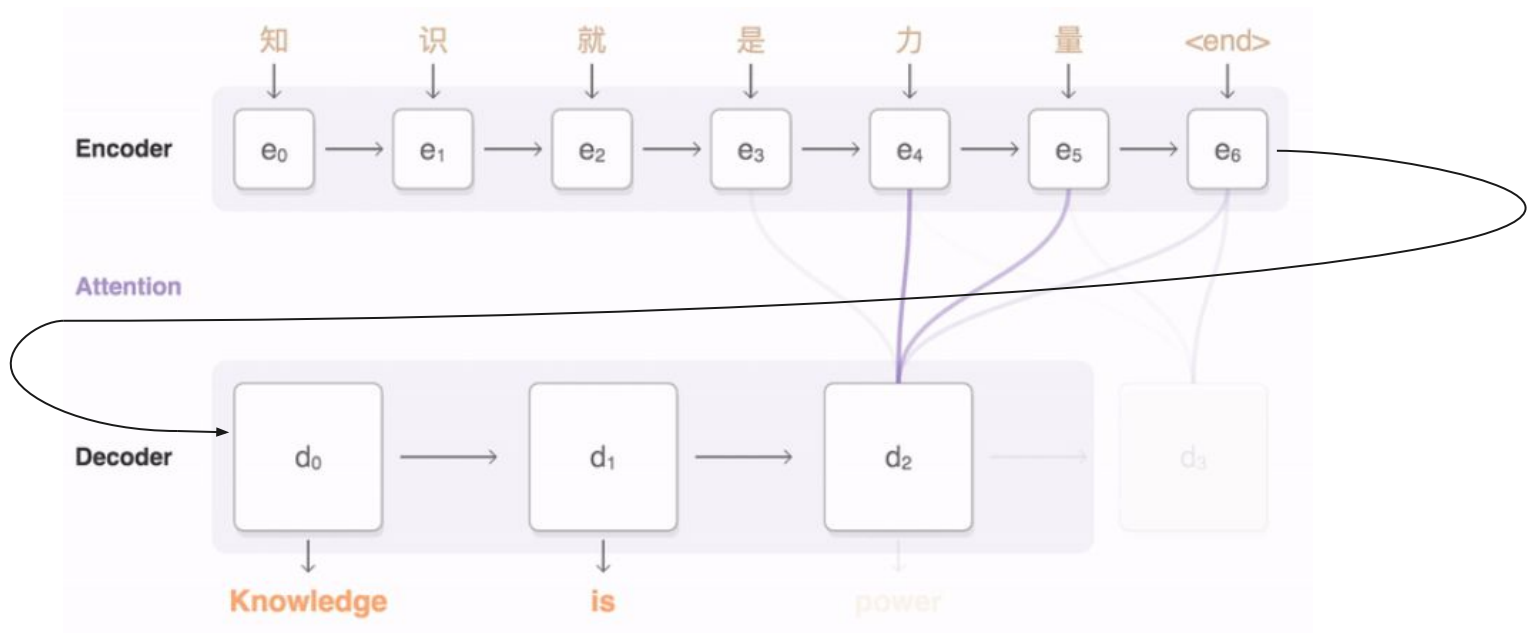 知 识 就 是 力 量 <end>
Encoder e₀ e₁ e₂ e₃ e₄ e₅ e₆
Attention
Decoder d₀ d₁ d₂ d₃
Knowledge is power